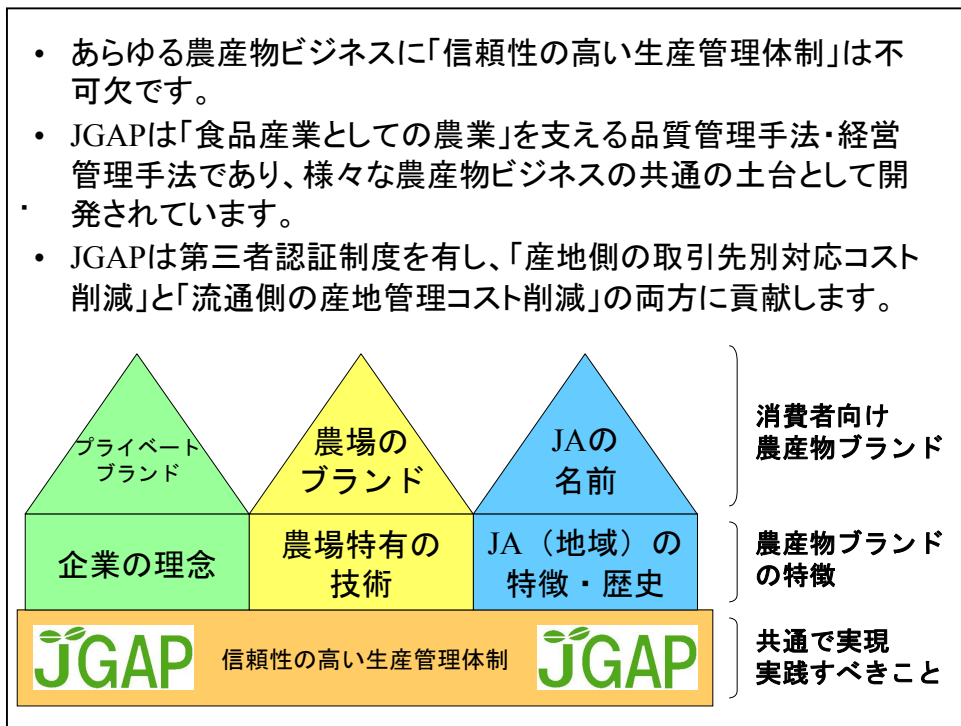 • あらゆる農産物ビジネスに「信頼性の高い生産管理体制」は不
可欠です。
• JGAPは「食品産業としての農業」を支える品質管理手法・経営
管理手法であり、様々な農産物ビジネスの共通の土台として開
発されています。
• JGAPは第三者認証制度を有し、「産地側の取引先別対応コスト
削減」と「流通側の産地管理コスト削減」の両方に貢献します。
プライベート
ブランド
農場の
ブランド
JAの
名前
消費者向け
農産物ブランド
企業の理念
農場特有の
技術
JA（地域）の
特徴・歴史
農産物ブランド
の特徴
JGAP
信頼性の高い生産管理体制
JGAP
共通で実現
実践すべきこと